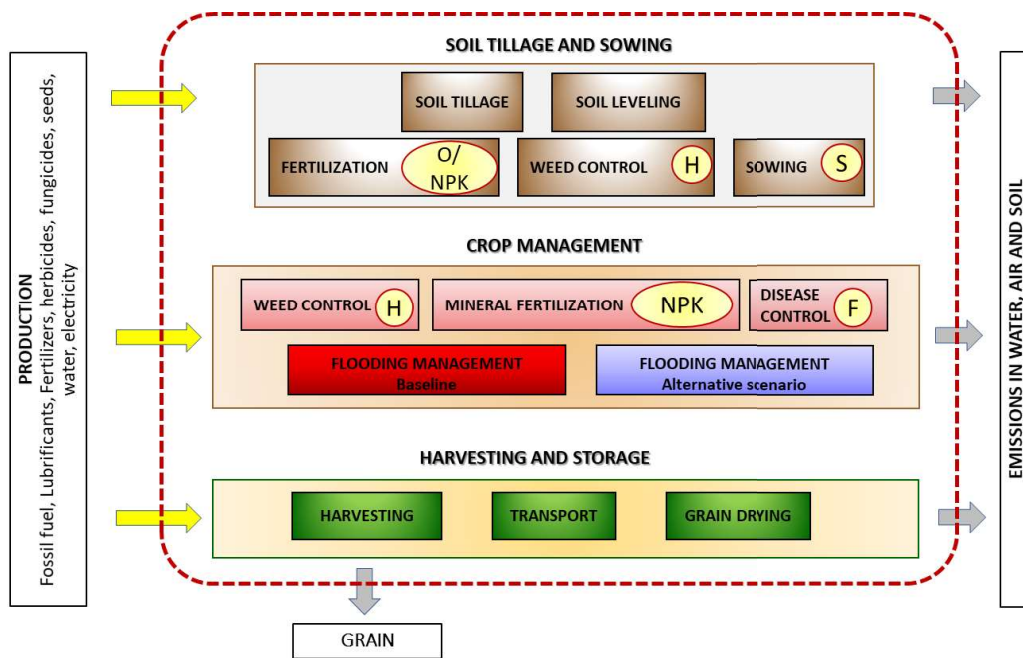 SOIL TILLAGE AND SOWING
SOIL TILLAGE
SOIL LEVELING
FERTILIZATION
O/
NPK
WEED CONTROL
H
SOWING
S
PRODUCTION
Fossil fuel, Lubrificants, Fertilizers, herbicides, fungicides, seeds,
water, electricity
CROP MANAGEMENT
WEED CONTROL
H
MINERAL FERTILIZATION
NPK
DISEASE
CONTROL
F
FLOODING MANAGEMENT
Baseline
FLOODING MANAGEMENT
Alternative scenario
EMISSIONS IN WATER, AIR AND SOIL
HARVESTING AND STORAGE
HARVESTING
TRANSPORT
GRAIN DRYING
GRAIN